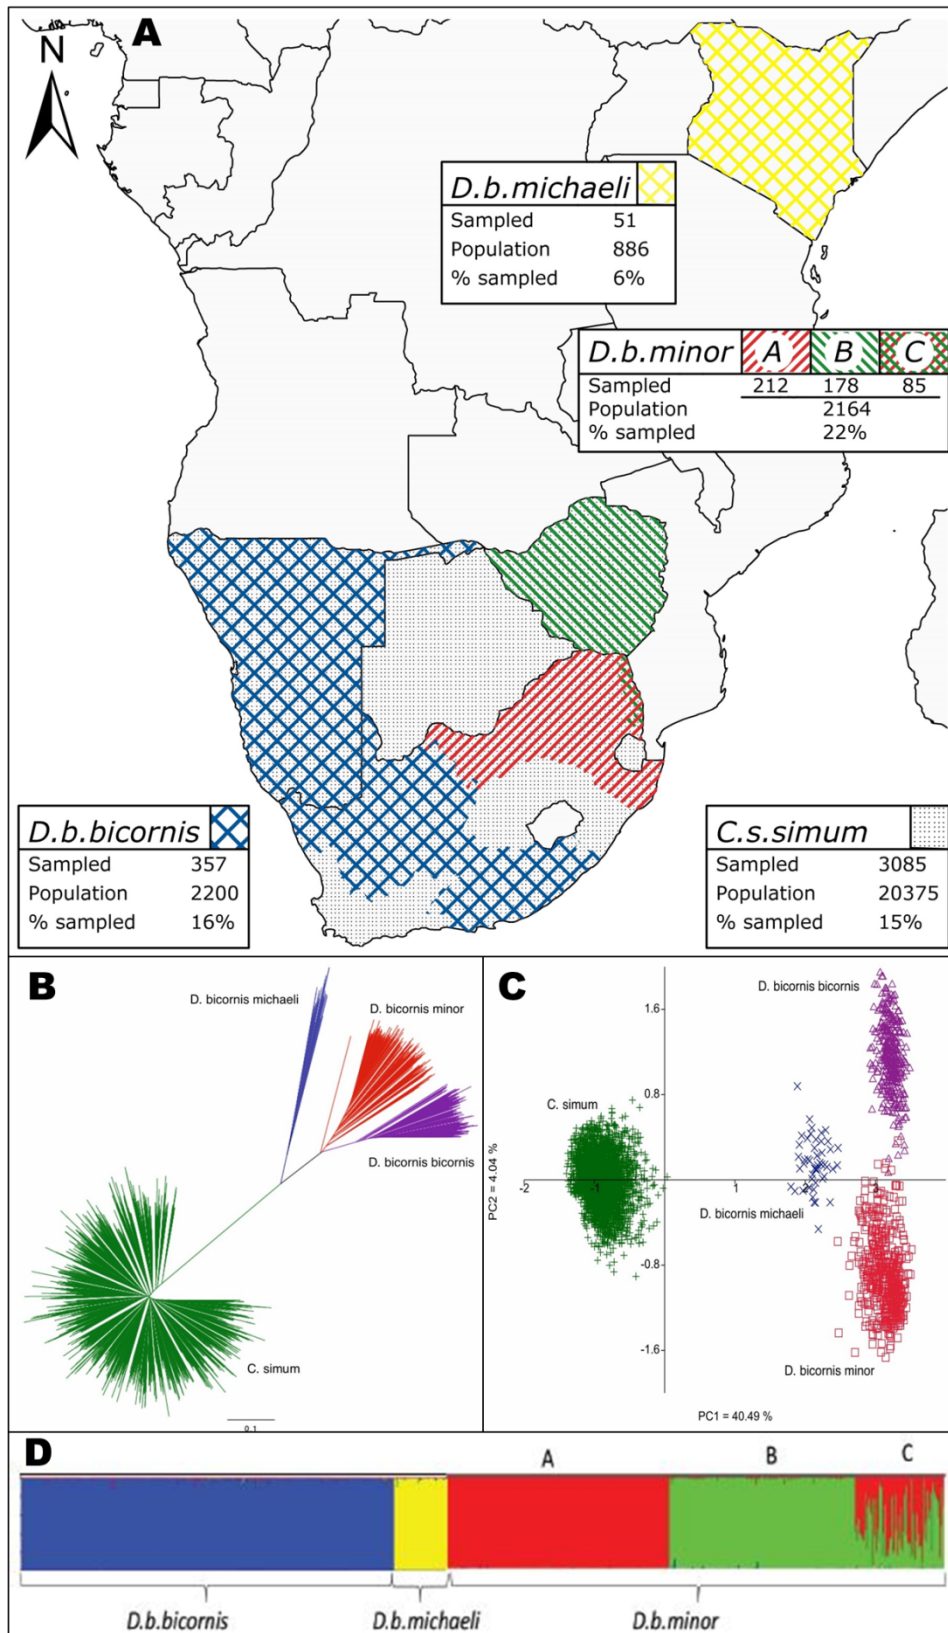 A
N
D.b.michaeli
Sampled 51
Population 886
% sampled 6%
D.b.minor A B C
Sampled 212 178 85
Population 2164
% sampled 22%
D.b.bicornis
Sampled 357
Population 2200
% sampled 16%
C.s.simum
Sampled 3085
Population 20375
% sampled 15%
B
D. bicornis michaeli
D. bicornis minor
D. bicornis bicornis
C. simum
0.1
C
D. bicornis bicornis
1.6
0.8
C. simum
PC2 = 4.04 %
-2
-1
1
D. bicornis michaeli
-0.8
-1.6
D. bicornis minor
PC1 = 40.49 %
D
A B C
D.b.bicornis D.b.michaeli D.b.minor